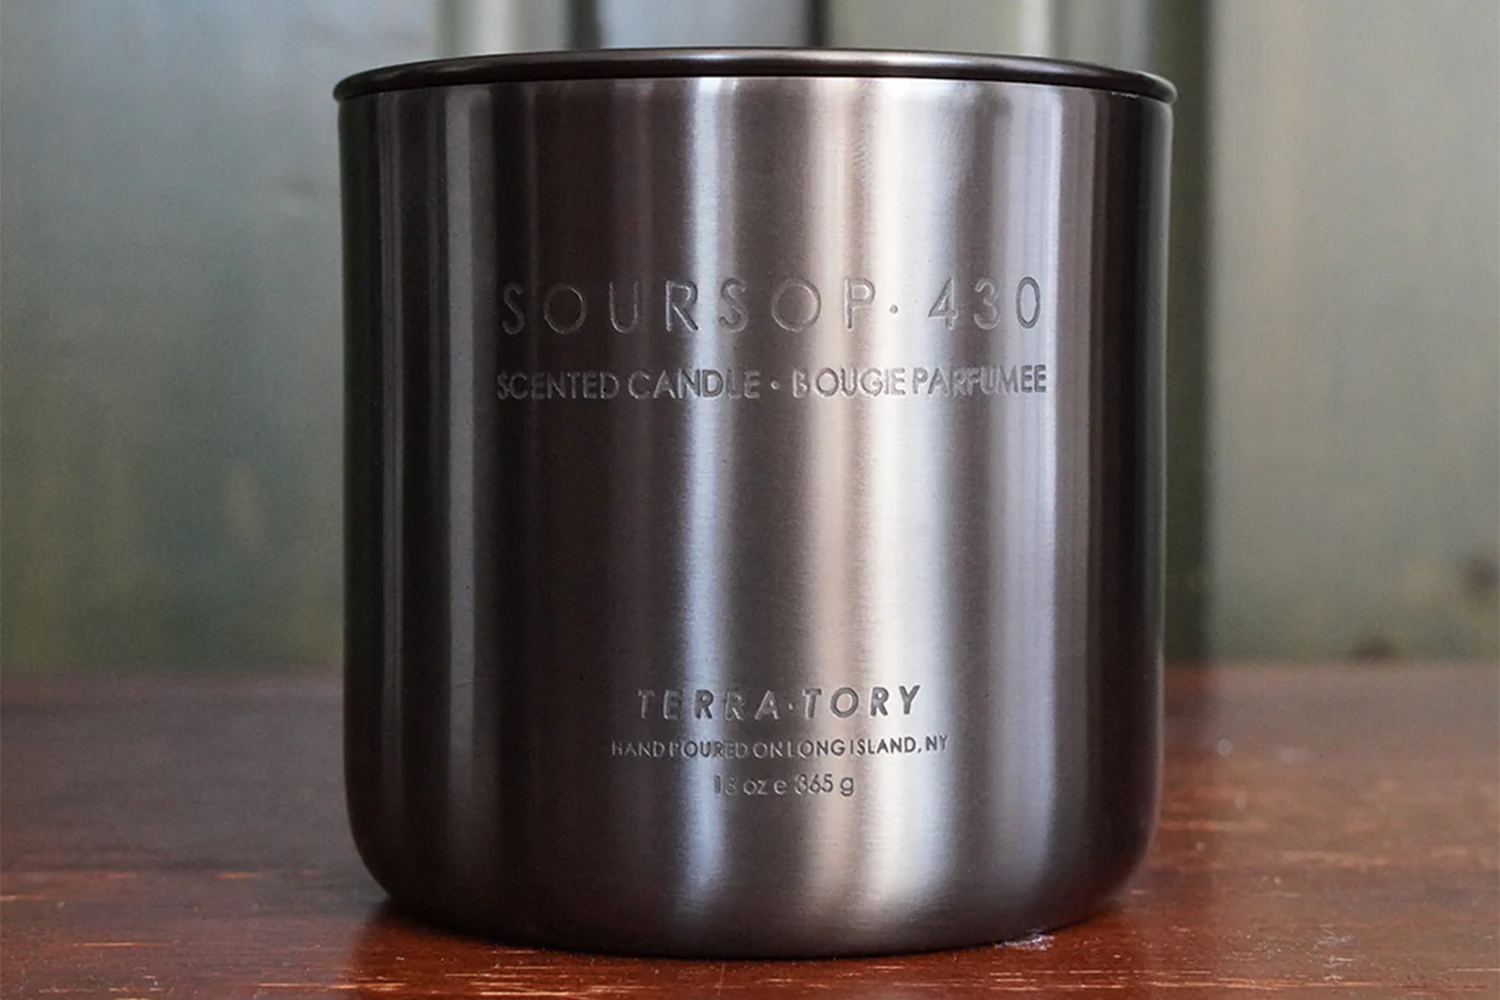 SOURSOP· 430
SCENTED CANDLE · BOUGIE PARFUMEE
TERRA·TORY
HAND POURED ON LONG ISLAND, NY
13 oz e 365 g